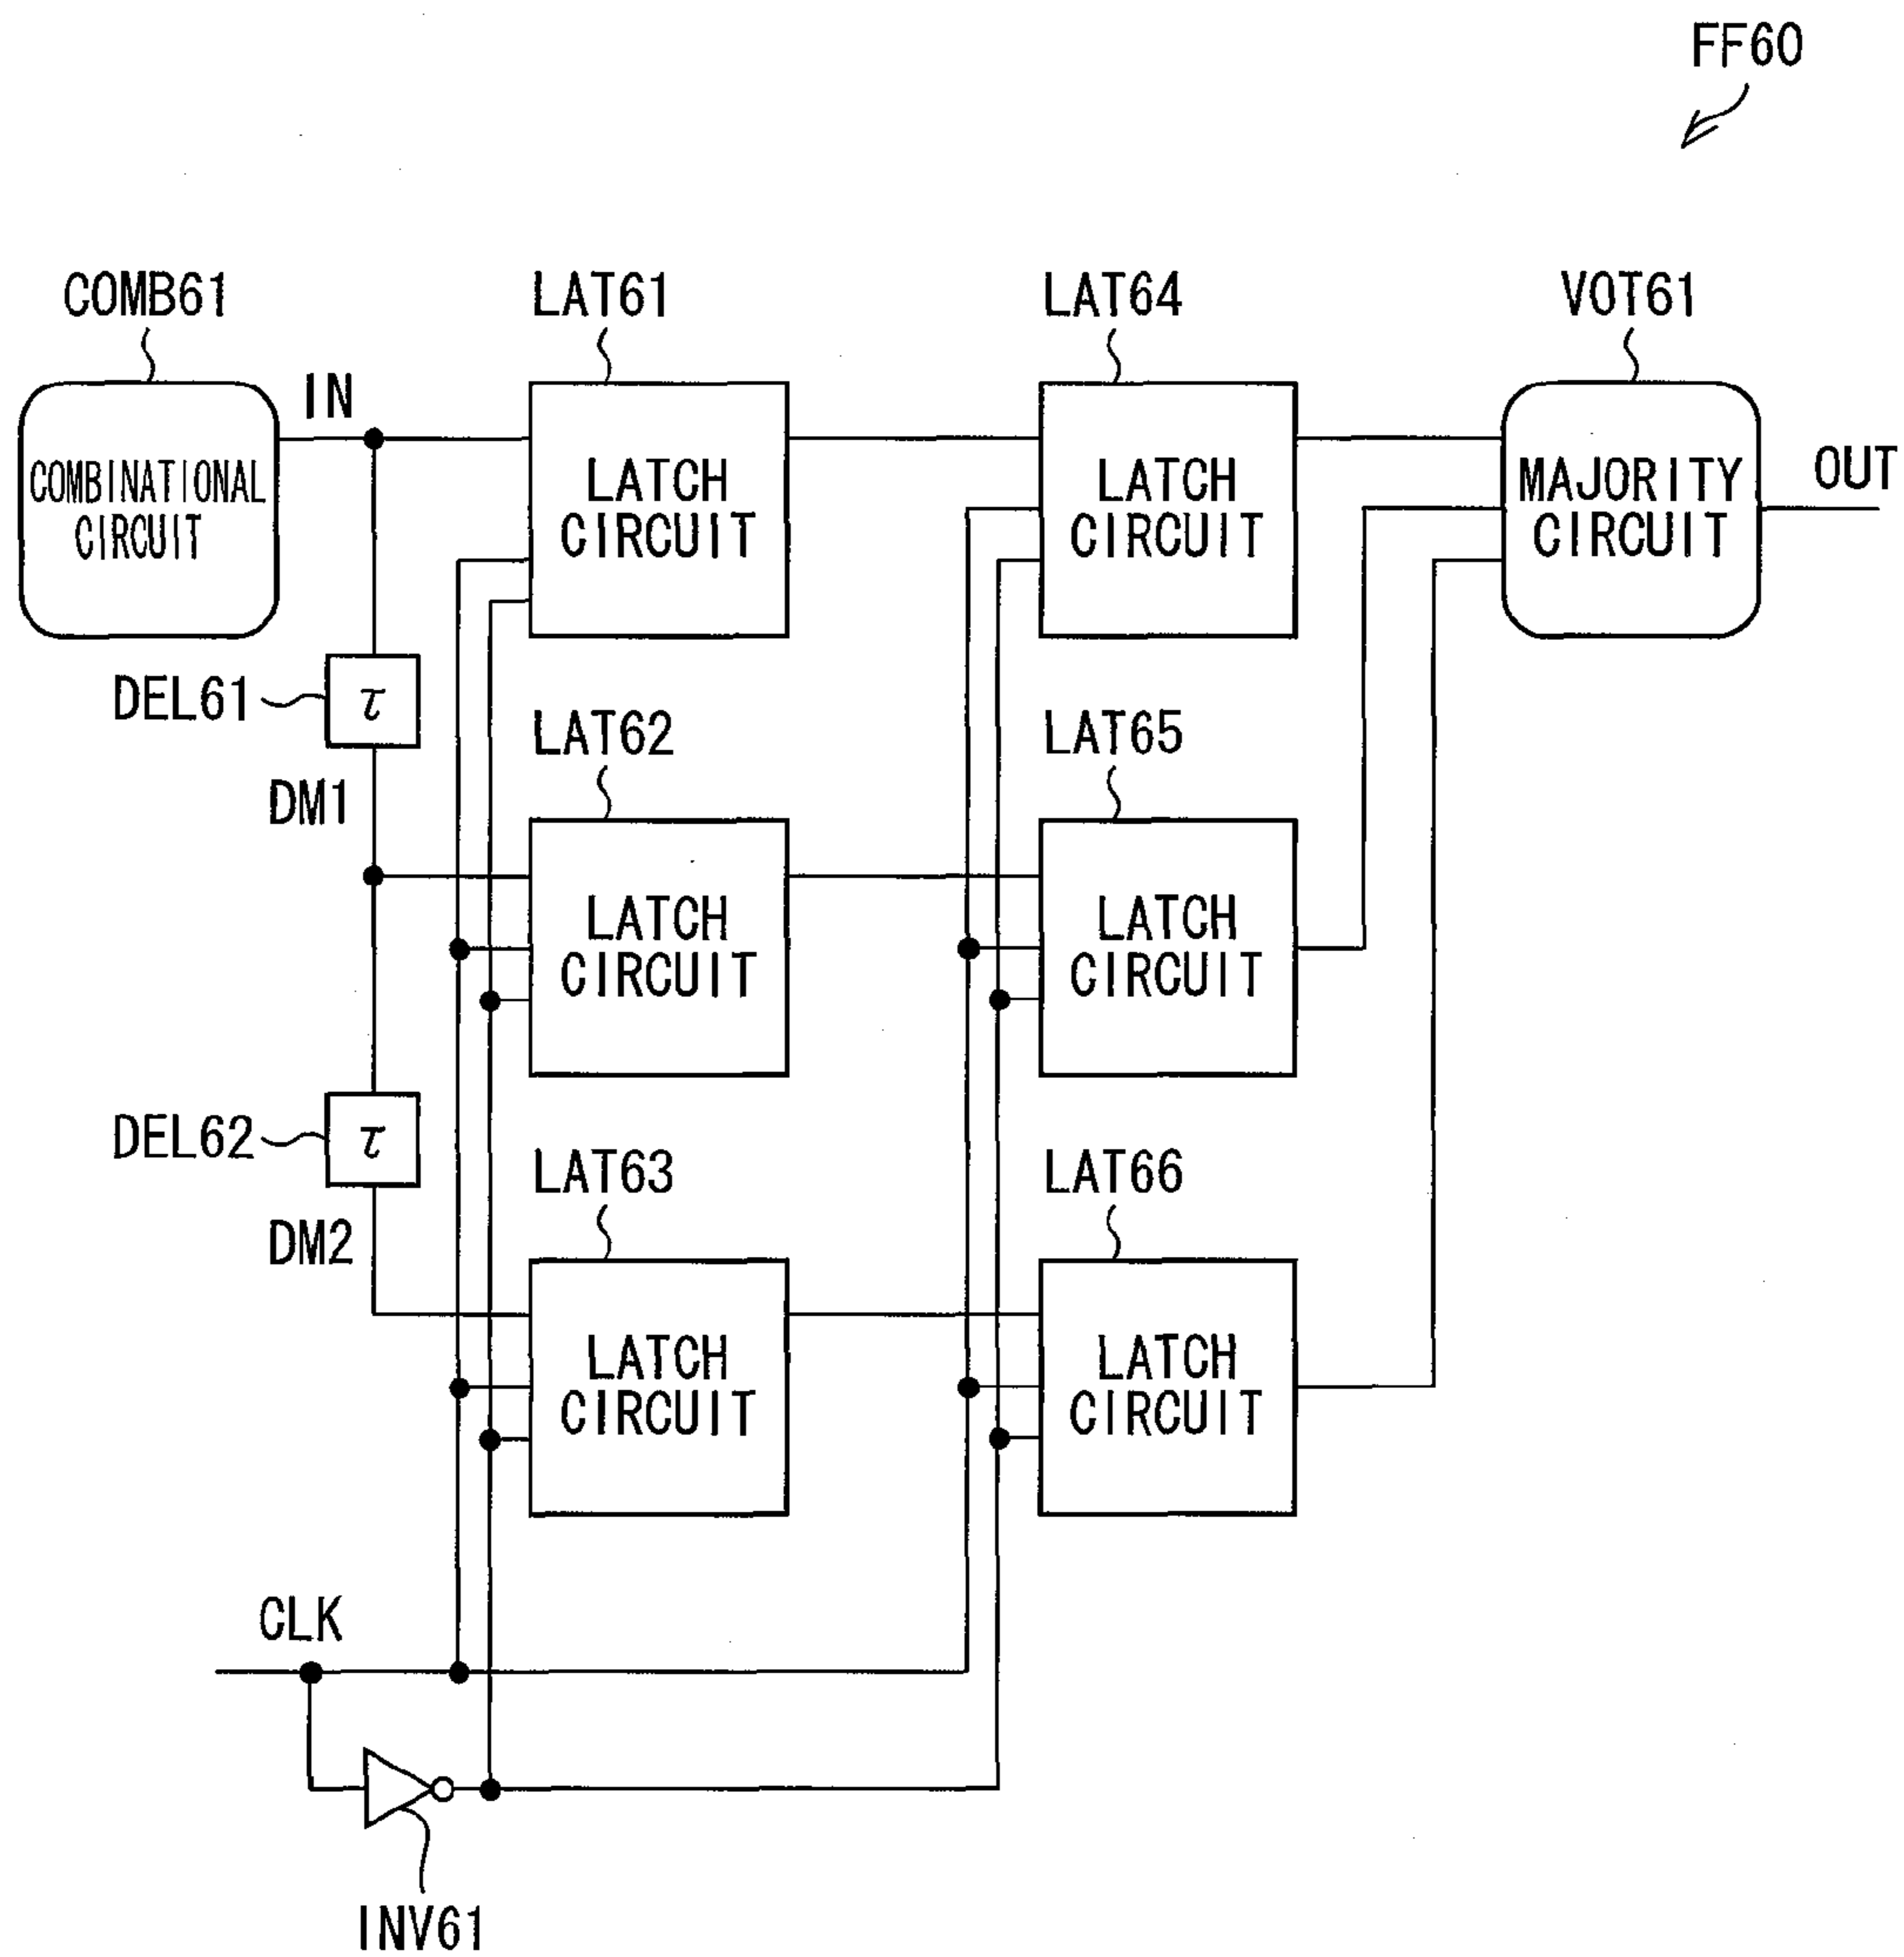 FF60
COMB61
LAT61
LAT64
VOT61
IN
COMBINATIONAL
CIRCUIT
LATCH
CIRCUIT
LATCH
CIRCUIT
MAJORITY
CIRCUIT
OUT
DEL61
τ
DM1
LAT62
LAT65
LATCH
CIRCUIT
LATCH
CIRCUIT
DEL62
τ
DM2
LAT63
LAT66
LATCH
CIRCUIT
LATCH
CIRCUIT
CLK
INV61